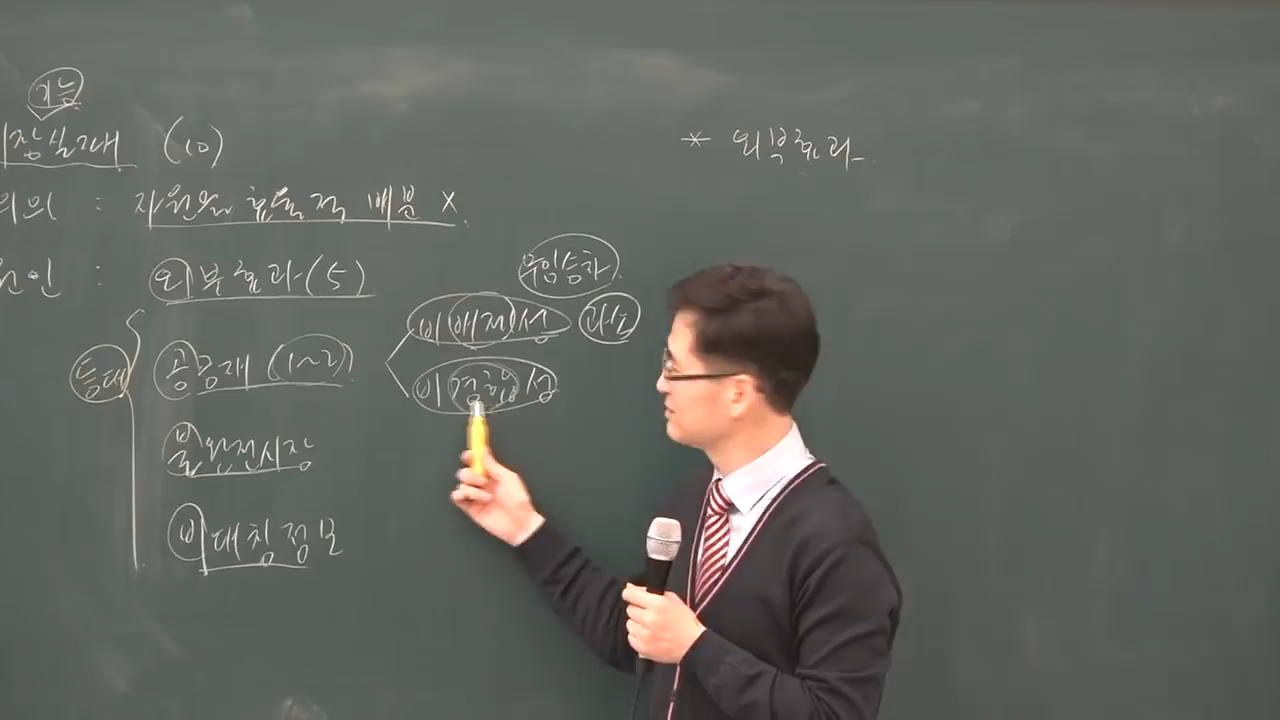 기능
시장실패 (10)
의의 : 자원의 효율적 배분 X.
원인 : 외부효과 (5)
무임승차.
비배제성 과소
공공재 (1~2)
비경합성
불완전시장
비대칭정보
* 외부효과